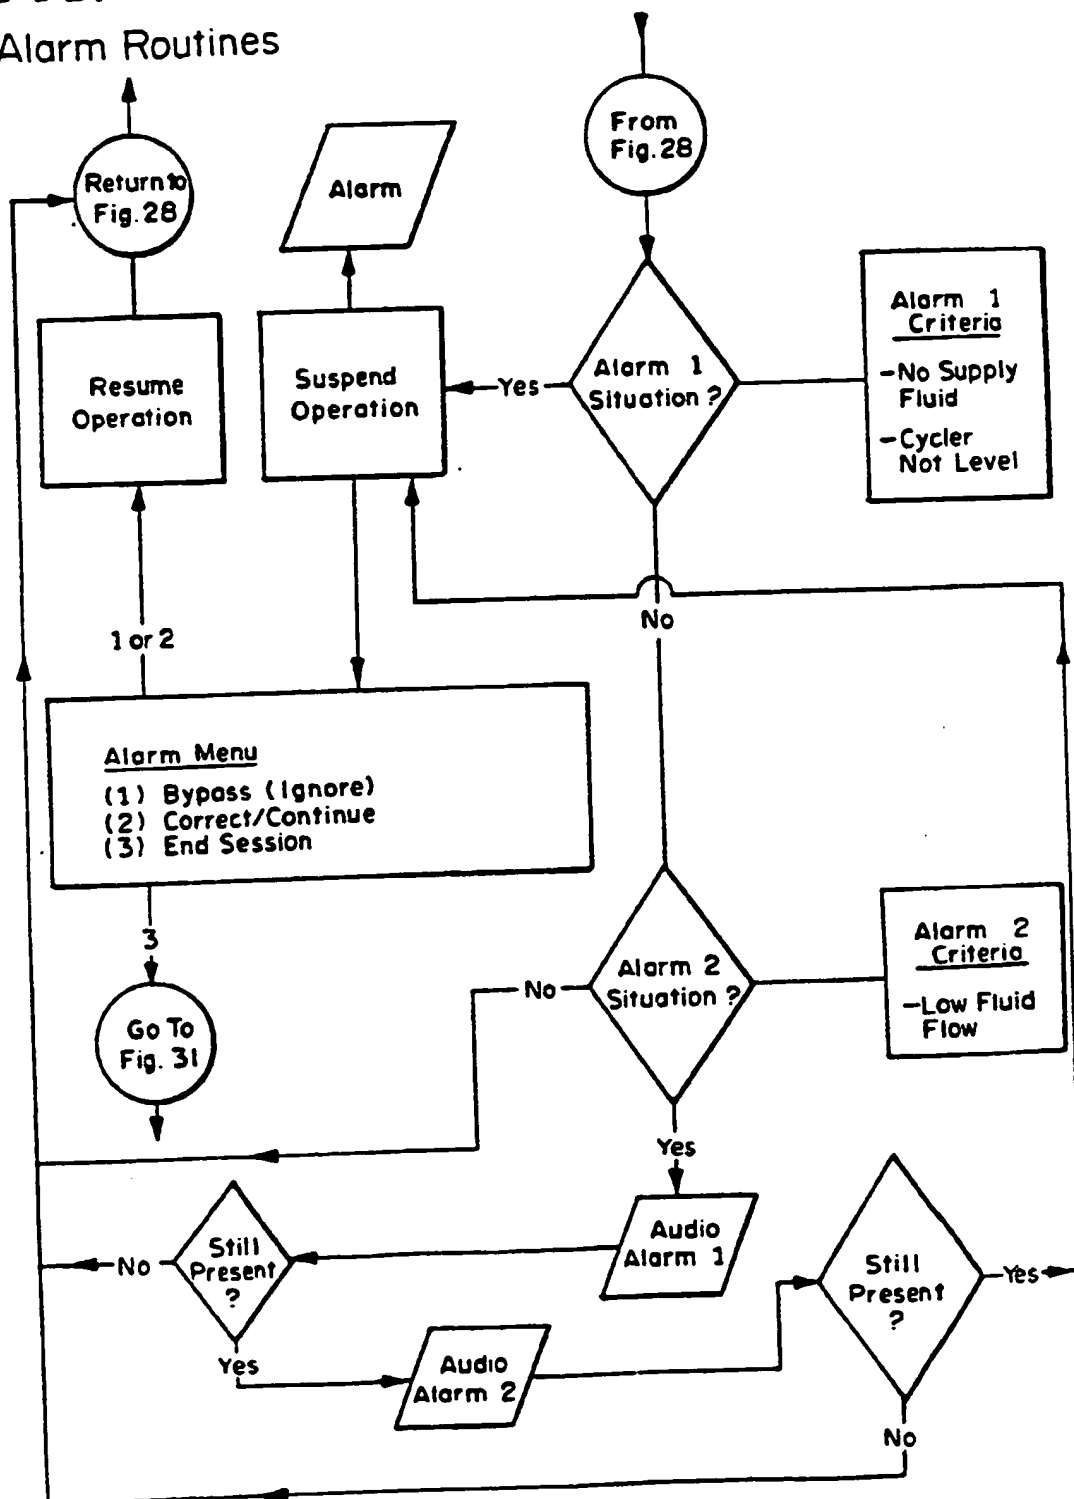 Alarm Routines
From
Fig. 28
Return to
Fig. 28
Alarm
Alarm 1
Criteria
-No Supply
Fluid
-Cycler
Not Level
Alarm 1
Situation ?
Yes
Suspend
Operation
Resume
Operation
No
1 or 2
Alarm Menu
(1) Bypass (Ignore)
(2) Correct/Continue
(3) End Session
3
Go To
Fig. 31
Alarm 2
Situation ?
No
Alarm 2
Criteria
-Low Fluid
Flow
Yes
Audio
Alarm 1
Still
Present
?
No
Yes
Audio
Alarm 2
Still
Present
?
Yes
No